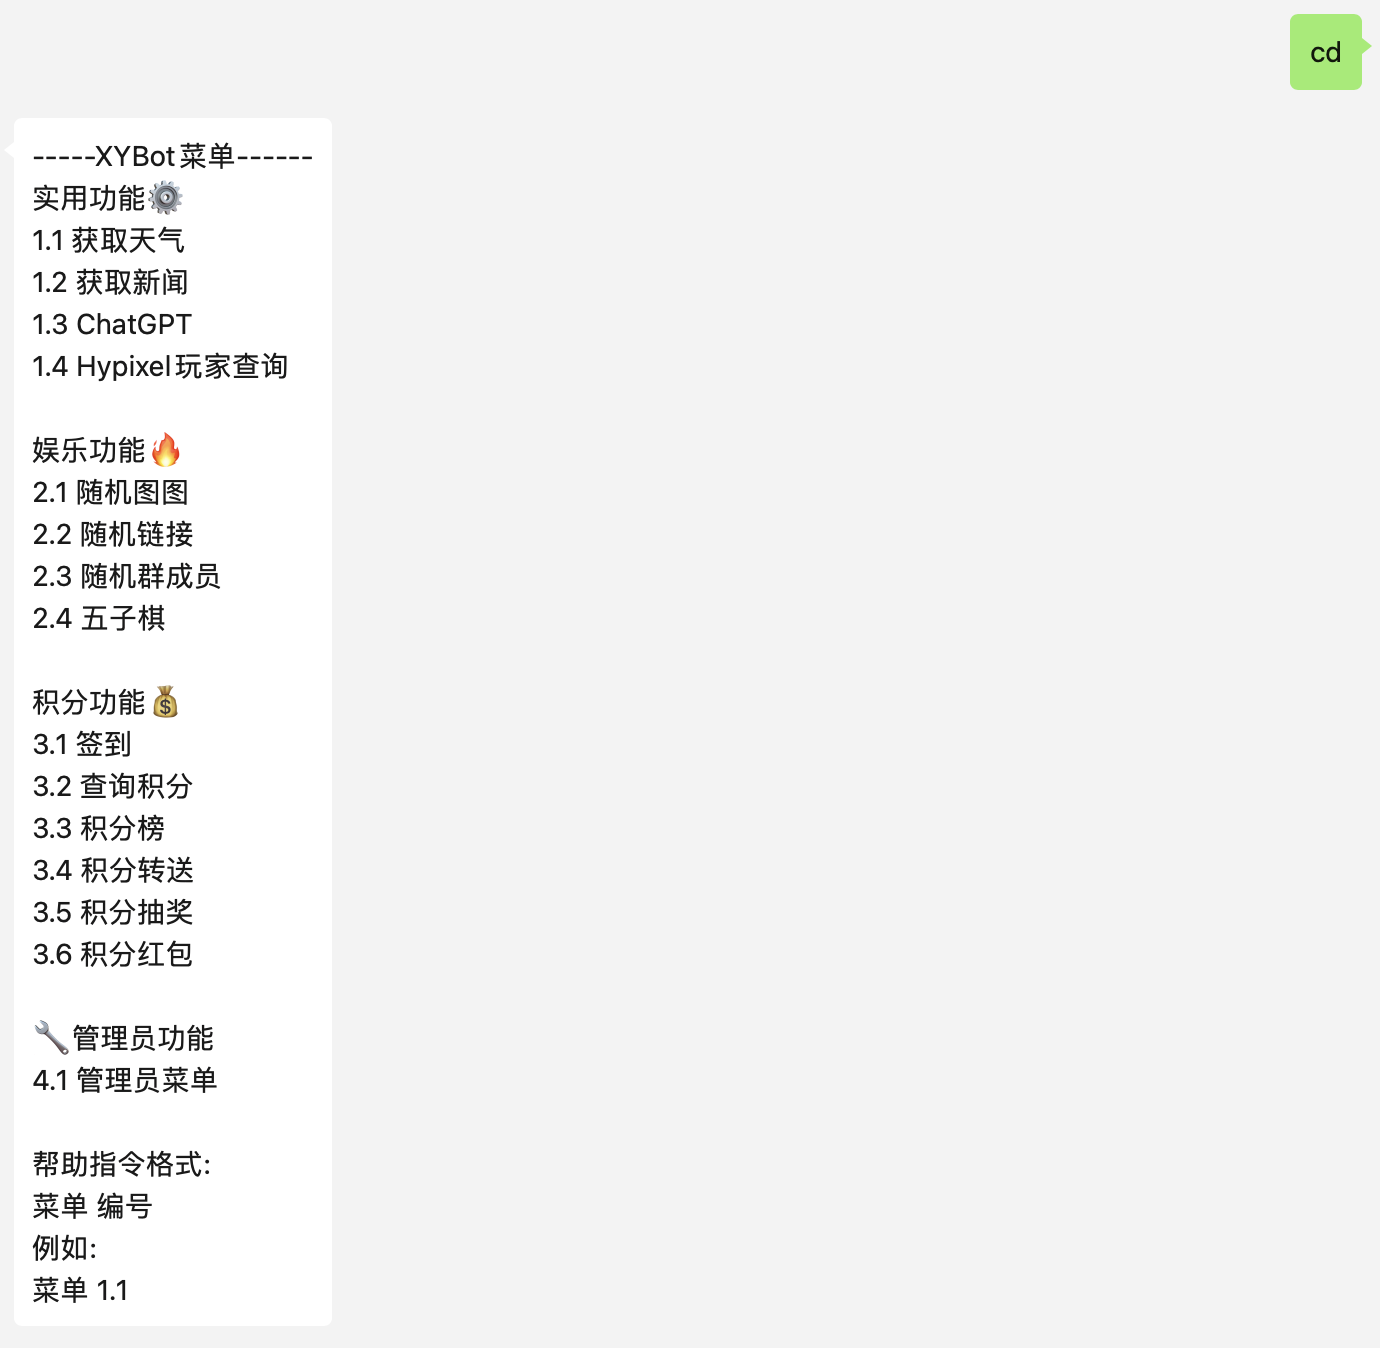 cd
-----XYBot菜单------
实用功能⚙️
1.1 获取天气
1.2 获取新闻
1.3 ChatGPT
1.4 Hypixel玩家查询
娱乐功能🔥
2.1 随机图图
2.2 随机链接
2.3 随机群成员
2.4 五子棋
积分功能💰
3.1 签到
3.2 查询积分
3.3 积分榜
3.4 积分转送
3.5 积分抽奖
3.6 积分红包
🔧管理员功能
4.1 管理员菜单
帮助指令格式:
菜单 编号
例如:
菜单 1.1